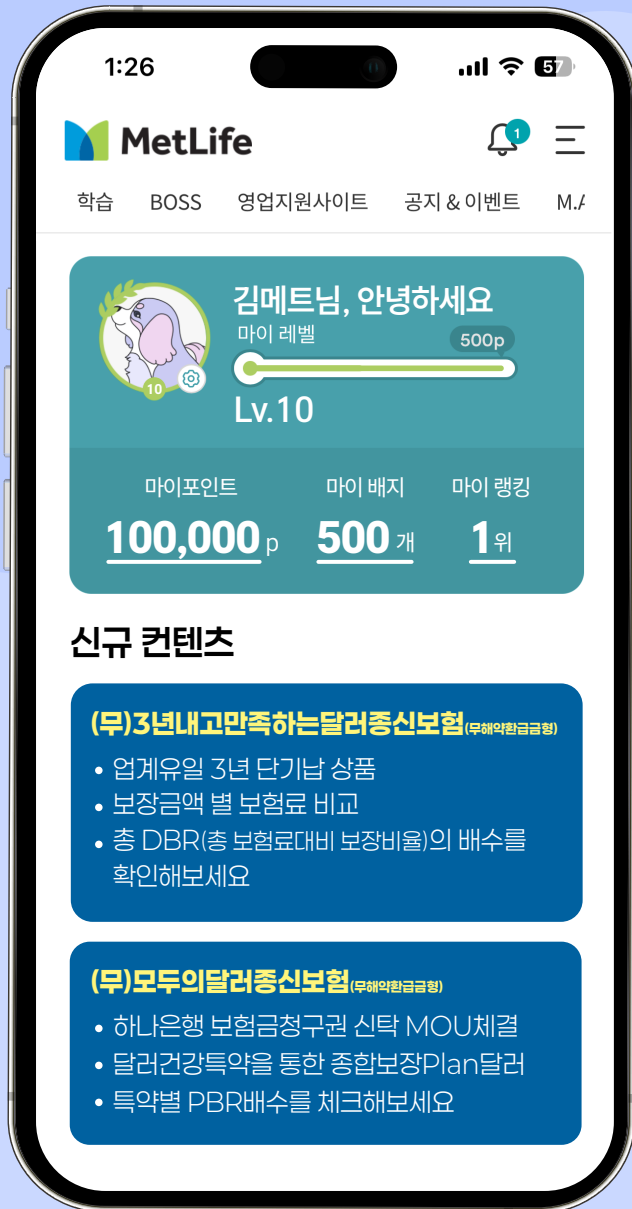 1:26
57
MetLife
1
학습 BOSS 영업지원사이트 공지 & 이벤트 M.A
김메트님, 안녕하세요
마이 레벨
500p
10
Lv.10
마이포인트 마이 배지 마이 랭킹
100,000 p 500 개 1위
신규 컨텐츠
(무)3년내고만족하는달러종신보험(무해약환급금형)
• 업계유일 3년 단기납 상품
• 보장금액 별 보험료 비교
• 총 DBR(총 보험료대비 보장비율)의 배수를
확인해보세요
(무)모두의달러종신보험(무해약환급금형)
• 하나은행 보험금청구권 신탁 MOU체결
• 달러건강특약을 통한 종합보장Plan달러
• 특약별 PBR배수를 체크해보세요